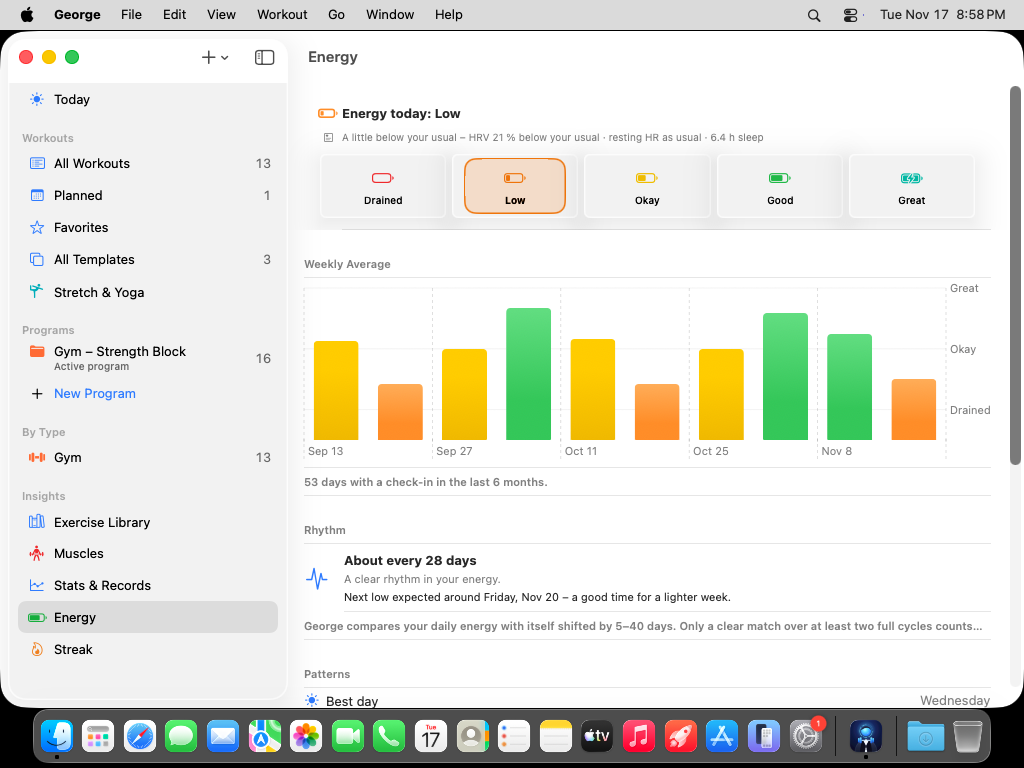 George File Edit View Workout Go Window Help Tue Nov 17 8:58 PM
Energy
Today
Workouts
All Workouts 13
Planned 1
Favorites
All Templates 3
Stretch & Yoga
Programs
Gym – Strength Block 16
Active program
New Program
By Type
Gym 13
Insights
Exercise Library
Muscles
Stats & Records
Energy
Streak
Energy today: Low
A little below your usual – HRV 21 % below your usual · resting HR as usual · 6.4 h sleep
Drained Low Okay Good Great
Weekly Average
Great
Okay
Drained
Sep 13 Sep 27 Oct 11 Oct 25 Nov 8
53 days with a check-in in the last 6 months.
Rhythm
About every 28 days
A clear rhythm in your energy.
Next low expected around Friday, Nov 20 – a good time for a lighter week.
George compares your daily energy with itself shifted by 5–40 days. Only a clear match over at least two full cycles counts...
Patterns
Best day Wednesday
Tue
17
tv
1